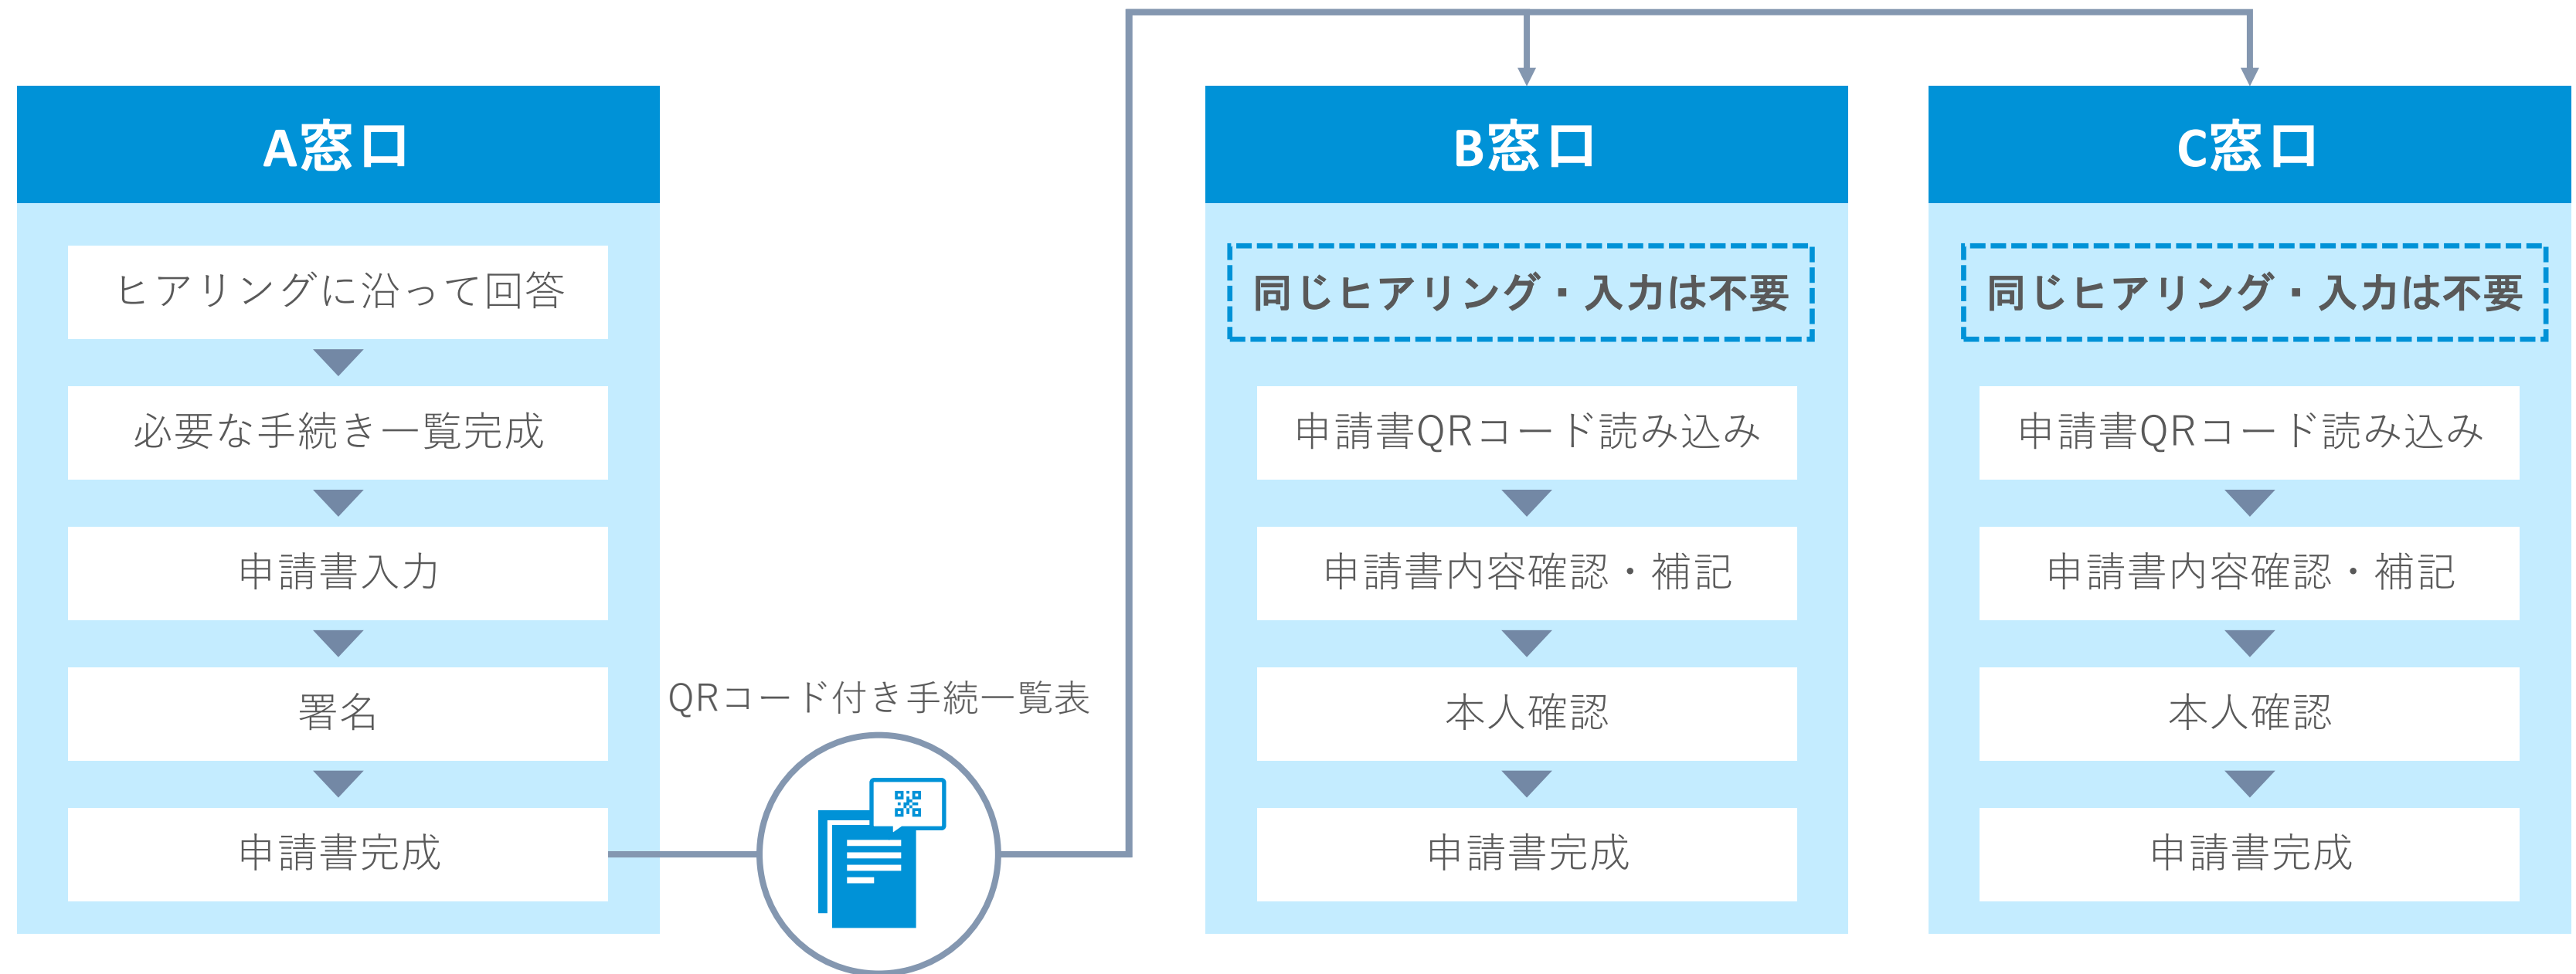 A窓口
ヒアリングに沿って回答
必要な手続き一覧完成
申請書入力
署名
申請書完成
QRコード付き手続一覧表
B窓口
同じヒアリング・入力は不要
申請書QRコード読み込み
申請書内容確認・補記
本人確認
申請書完成
C窓口
同じヒアリング・入力は不要
申請書QRコード読み込み
申請書内容確認・補記
本人確認
申請書完成